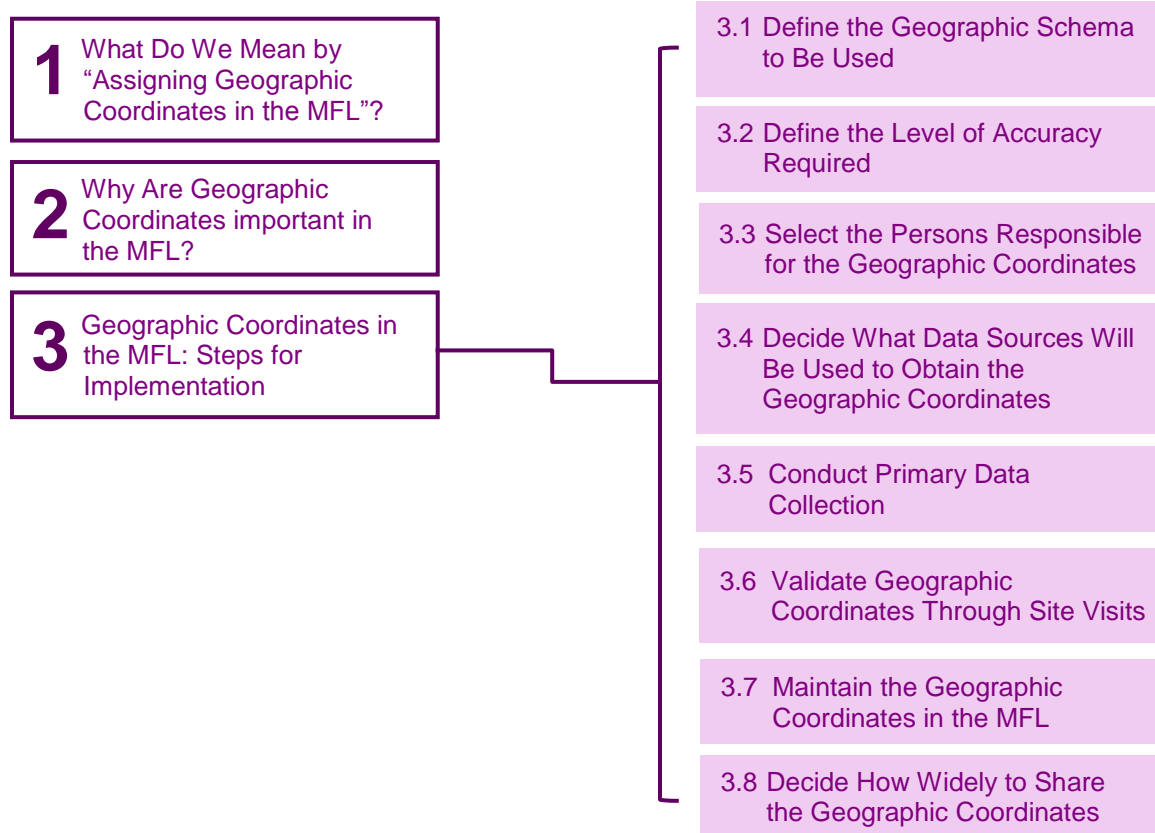 1
What Do We Mean by
“Assigning Geographic
Coordinates in the MFL”?
2
Why Are Geographic
Coordinates important in
the MFL?
3
Geographic Coordinates in
the MFL: Steps for
Implementation
3.1 Define the Geographic Schema
to Be Used
3.2 Define the Level of Accuracy
Required
3.3 Select the Persons Responsible
for the Geographic Coordinates
3.4 Decide What Data Sources Will
Be Used to Obtain the
Geographic Coordinates
3.5 Conduct Primary Data
Collection
3.6 Validate Geographic
Coordinates Through Site Visits
3.7 Maintain the Geographic
Coordinates in the MFL
3.8 Decide How Widely to Share
the Geographic Coordinates